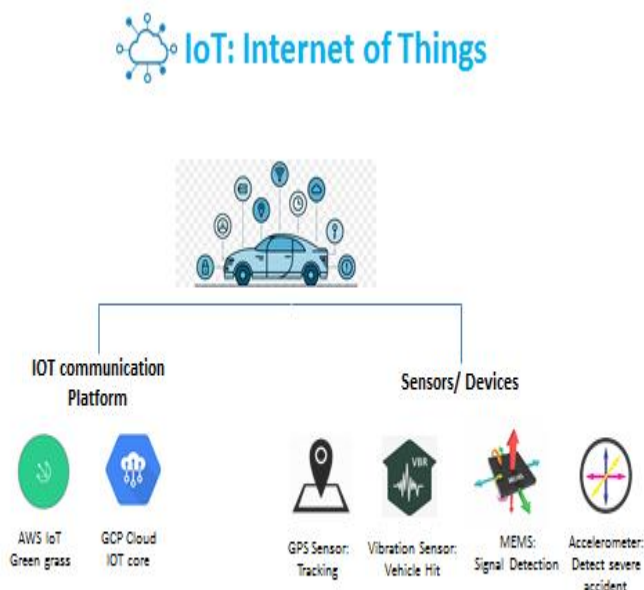 IoT: Internet of Things
IOT communication
Platform
Sensors/ Devices
AWS IoT
Green grass
GCP Cloud
IOT core
VBR
GPS Sensor:
Tracking
Vibration Sensor:
Vehicle Hit
MEMS
MEMS:
Signal Detection
Accelerometer:
Detect severe
accident